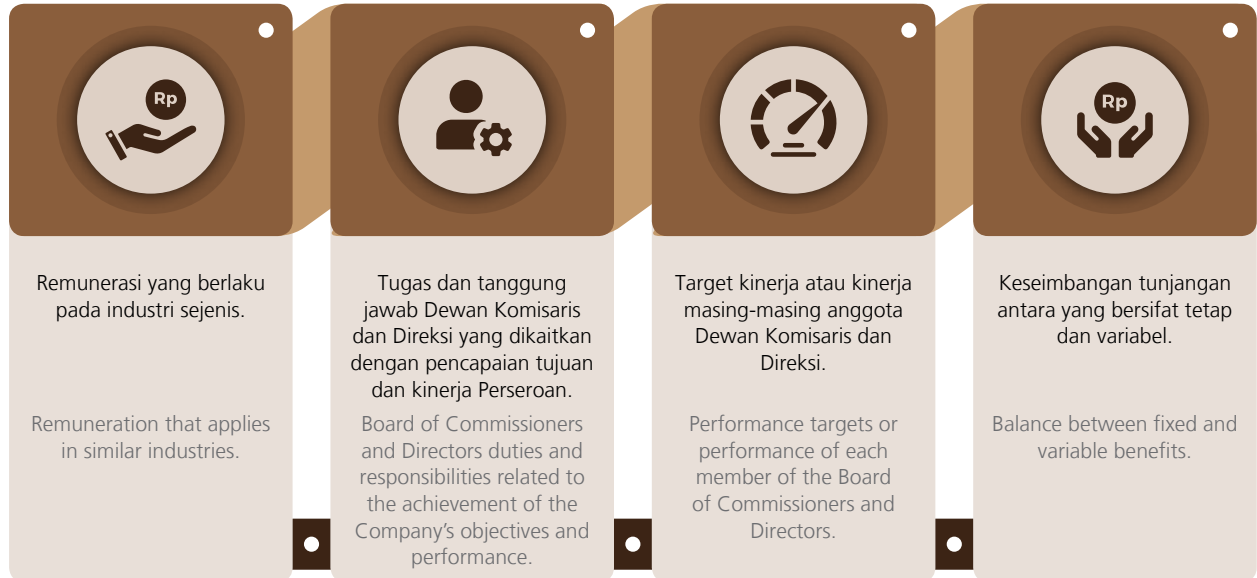 Rp
Remunerasi yang berlaku
pada industri sejenis.
Remuneration that applies
in similar industries.
Tugas dan tanggung
jawab Dewan Komisaris
dan Direksi yang dikaitkan
dengan pencapaian tujuan
dan kinerja Perseroan.
Board of Commissioners
and Directors duties and
responsibilities related to
the achievement of the
Company’s objectives and
performance.
Target kinerja atau kinerja
masing-masing anggota
Dewan Komisaris dan
Direksi.
Performance targets or
performance of each
member of the Board
of Commissioners and
Directors.
Rp
Keseimbangan tunjangan
antara yang bersifat tetap
dan variabel.
Balance between fixed and
variable benefits.